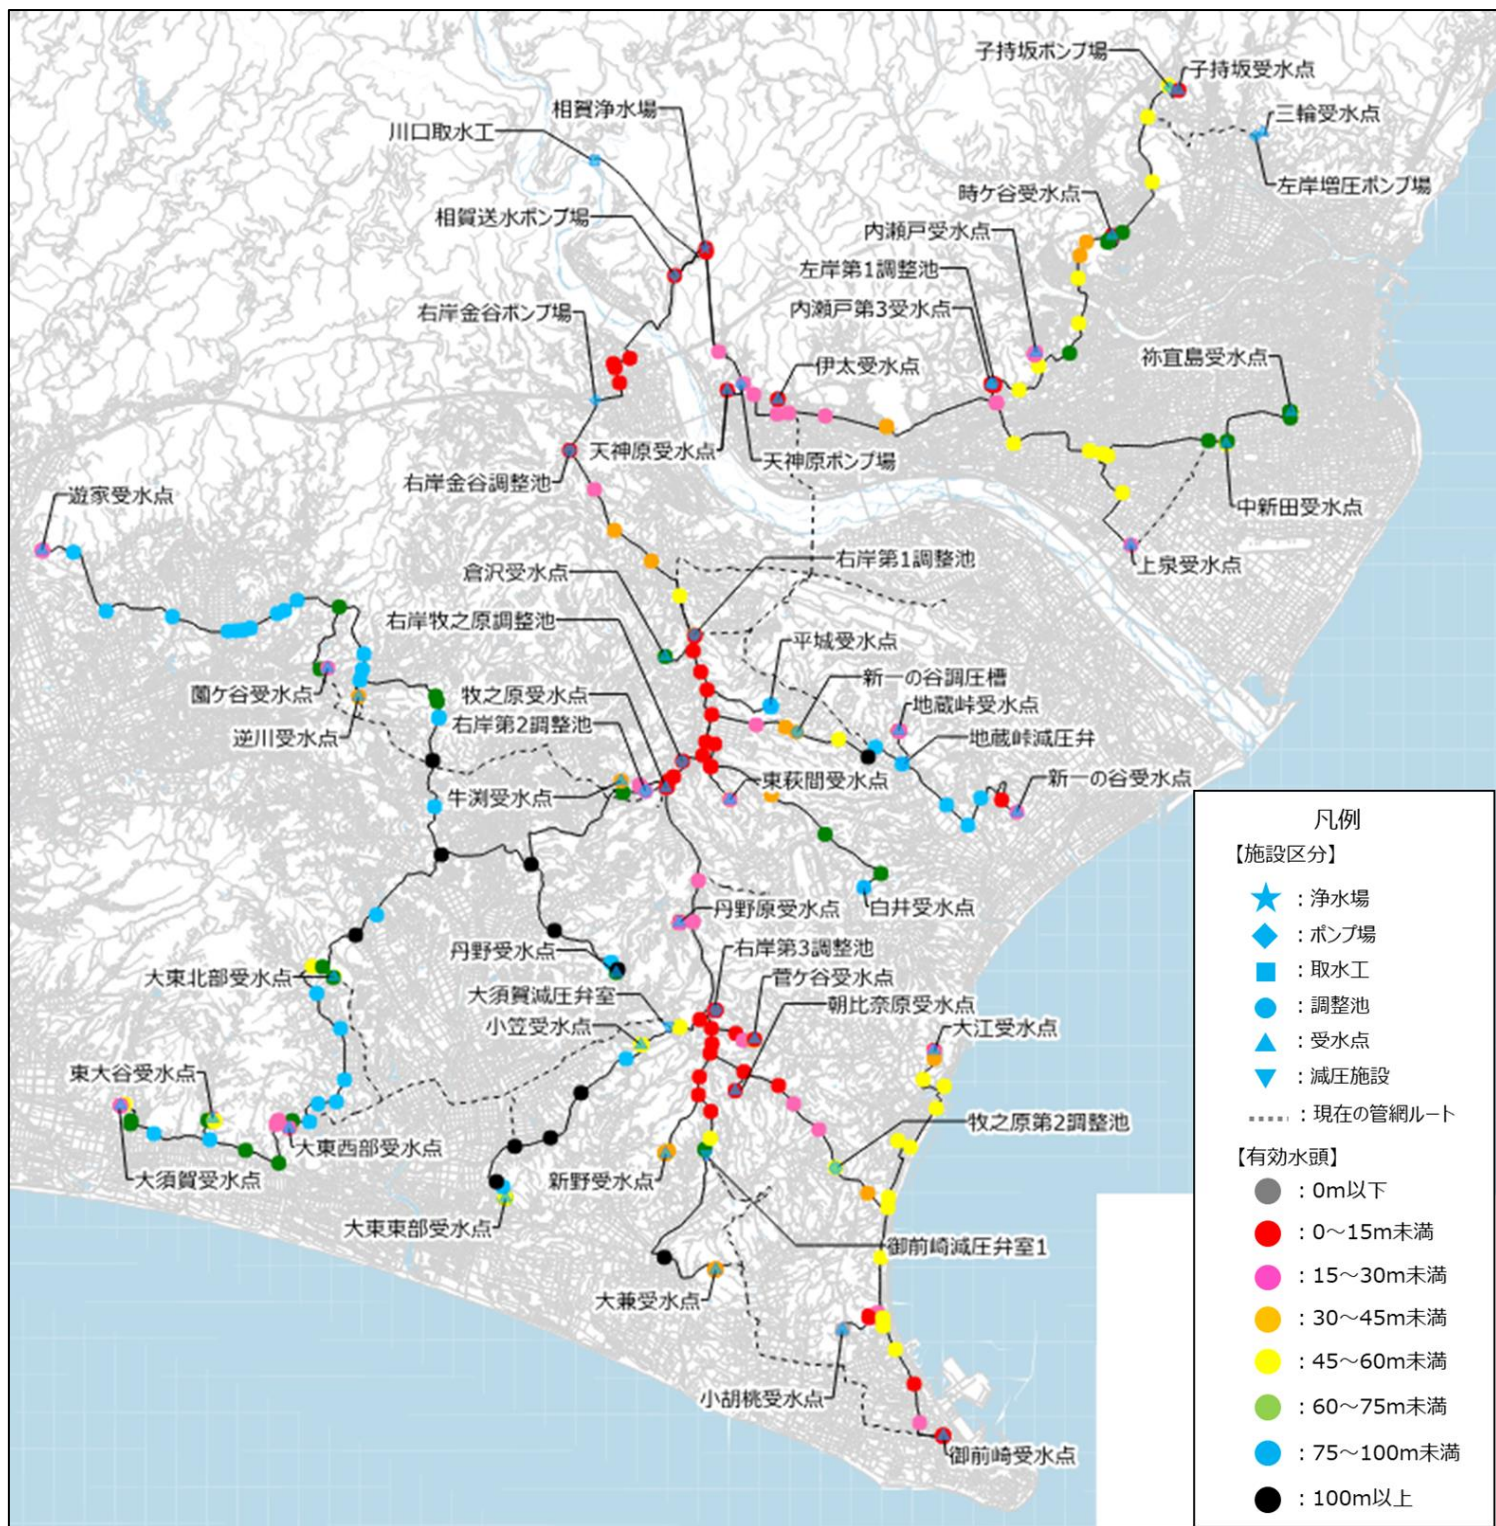 子持坂ポンプ場
子持坂受水点
相賀浄水場
三輪受水点
川口取水工
左岸増圧ポンプ場
時ケ谷受水点
相賀送水ポンプ場
内瀬戸受水点
左岸第1調整池
右岸金谷ポンプ場
内瀬戸第3受水点
祢宜島受水点
伊太受水点
天神原受水点
天神原ポンプ場
右岸金谷調整池
遊家受水点
中新田受水点
右岸第1調整池
上泉受水点
倉沢受水点
右岸牧之原調整池
平城受水点
新一の谷調圧槽
薗ケ谷受水点
牧之原受水点
地蔵峠受水点
右岸第2調整池
逆川受水点
地蔵峠減圧弁
東萩間受水点
新一の谷受水点
牛渕受水点
白井受水点
丹野原受水点
丹野受水点
右岸第3調整池
大東北部受水点
菅ケ谷受水点
大須賀減圧弁室
朝比奈原受水点
小笠受水点
大江受水点
東大谷受水点
牧之原第2調整池
大東西部受水点
大須賀受水点
新野受水点
大東東部受水点
御前崎減圧弁室1
大兼受水点
小胡桃受水点
御前崎受水点
凡例
【施設区分】
：浄水場
：ポンプ場
：取水工
：調整池
：受水点
：減圧施設
：現在の管網ルート
【有効水頭】
：0m以下
：0～15m未満
：15～30m未満
：30～45m未満
：45～60m未満
：60～75m未満
：75～100m未満
：100m以上